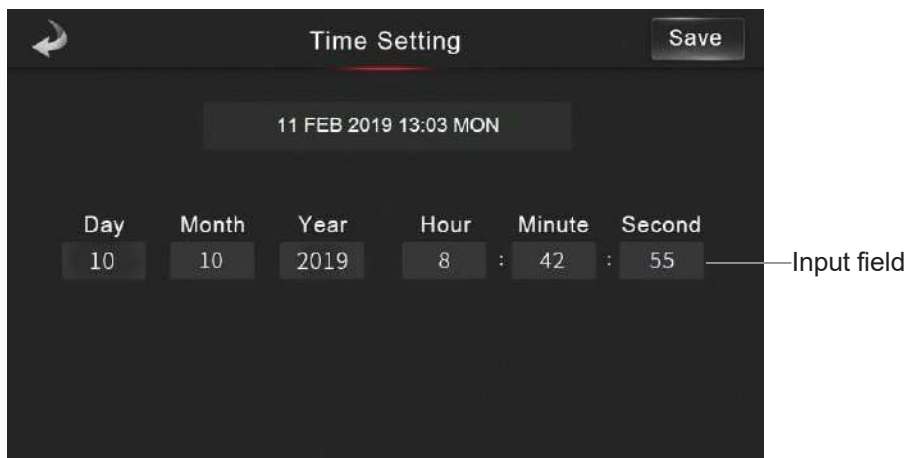 Time Setting Save
11 FEB 2019 13:03 MON
Day Month Year Hour Minute Second
10 10 2019 8 : 42 : 55 Input field